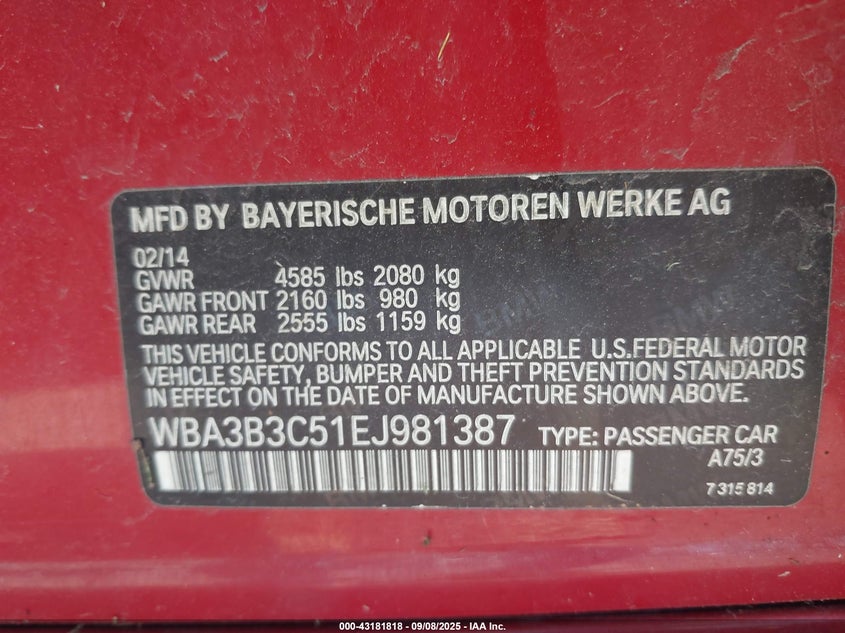 MFD BY BAYERISCHE MOTOREN WERKE AG
02/14
GVWR 4585 lbs 2080 kg
GAWR FRONT 2160 lbs 980 kg
GAWR REAR 2555 lbs 1159 kg
THIS VEHICLE CONFORMS TO ALL APPLICABLE U.S.FEDERAL MOTOR
VEHICLE SAFETY, BUMPER AND THEFT PREVENTION STANDARDS
IN EFFECT ON THE DATE OF MANUFACTURE SHOWN ABOVE.
WBA3B3C51EJ981387 TYPE: PASSENGER CAR
A75/3
7 315 814
000-43181818 - 09/08/2025 - IAA Inc.